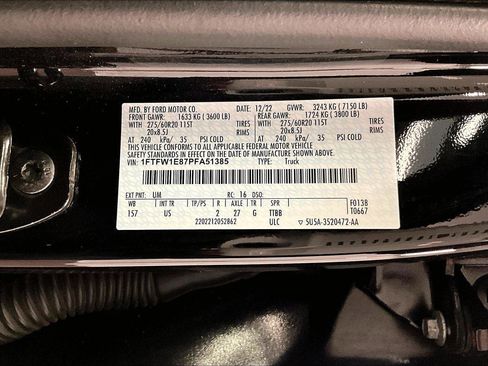 MFD. BY FORD MOTOR CO. 12/22 GVWR: 3243 KG ( 7150 LB)
FRONT GAWR: 1633 KG ( 3600 LB) REAR GAWR: 1724 KG ( 3800 LB)
WITH 275/60R20 115T TIRES WITH 275/60R20 115T TIRES
20x8.5J RIMS 20x8.5J RIMS
AT 240 kPa/ 35 PSI COLD AT 240 kPa/ 35 PSI COLD
THIS VEHICLE CONFORMS TO ALL APPLICABLE FEDERAL MOTOR VEHICLE
SAFETY STANDARDS IN EFFECT ON THE DATE OF MANUFACTURE SHOWN ABOVE.
VIN: 1FTFW1E87PFA51385 TYPE: Truck
EXT PNT: UM RC: 16 DSO: F0138
WB INT TR TP/PS R AXLE TR SPR T0667
157 US 2 27 G TTBB
2202212052862 ULC 5U5A-3520472-AA